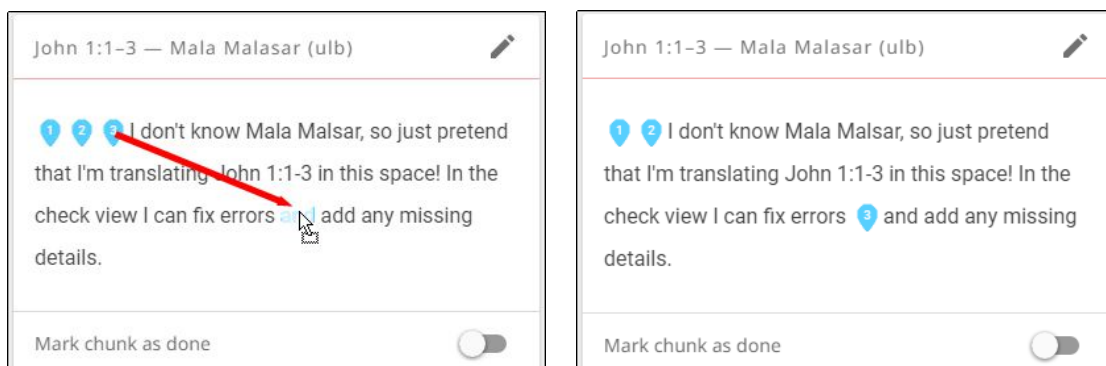 John 1:1–3 — Mala Malasar (ulb)
1 2 3 I don't know Mala Malsar, so just pretend
that I'm translating John 1:1-3 in this space! In the
check view I can fix errors and add any missing
details.
Mark chunk as done
John 1:1–3 — Mala Malasar (ulb)
1 2 I don't know Mala Malsar, so just pretend
that I'm translating John 1:1-3 in this space! In the
check view I can fix errors 3 and add any missing
details.
Mark chunk as done